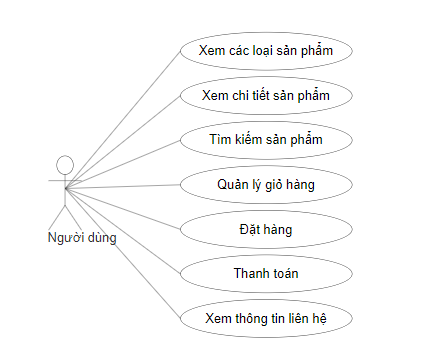 Xem các loại sản phẩm
Xem chi tiết sản phẩm
Tìm kiếm sản phẩm
Quản lý giỏ hàng
Người dùng
Đặt hàng
Thanh toán
Xem thông tin liên hệ